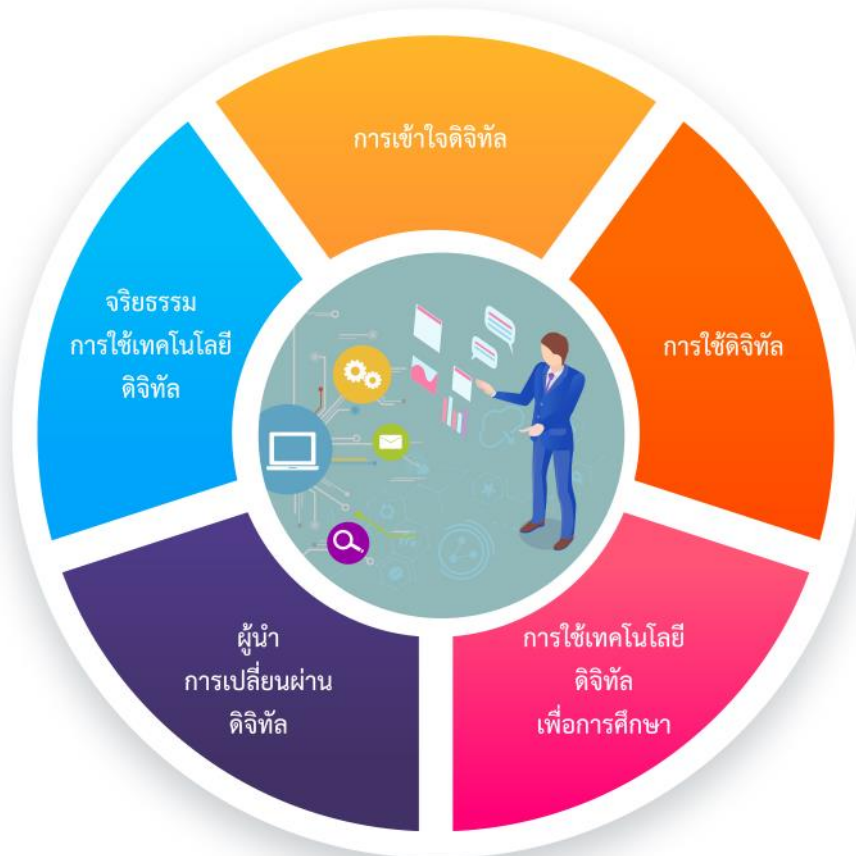 การเข้าใจดิจิทัล
การใช้ดิจิทัล
การใช้เทคโนโลยี
ดิจิทัล
เพื่อการศึกษา
ผู้นำ
การเปลี่ยนผ่าน
ดิจิทัล
จริยธรรม
การใช้เทคโนโลยี
ดิจิทัล